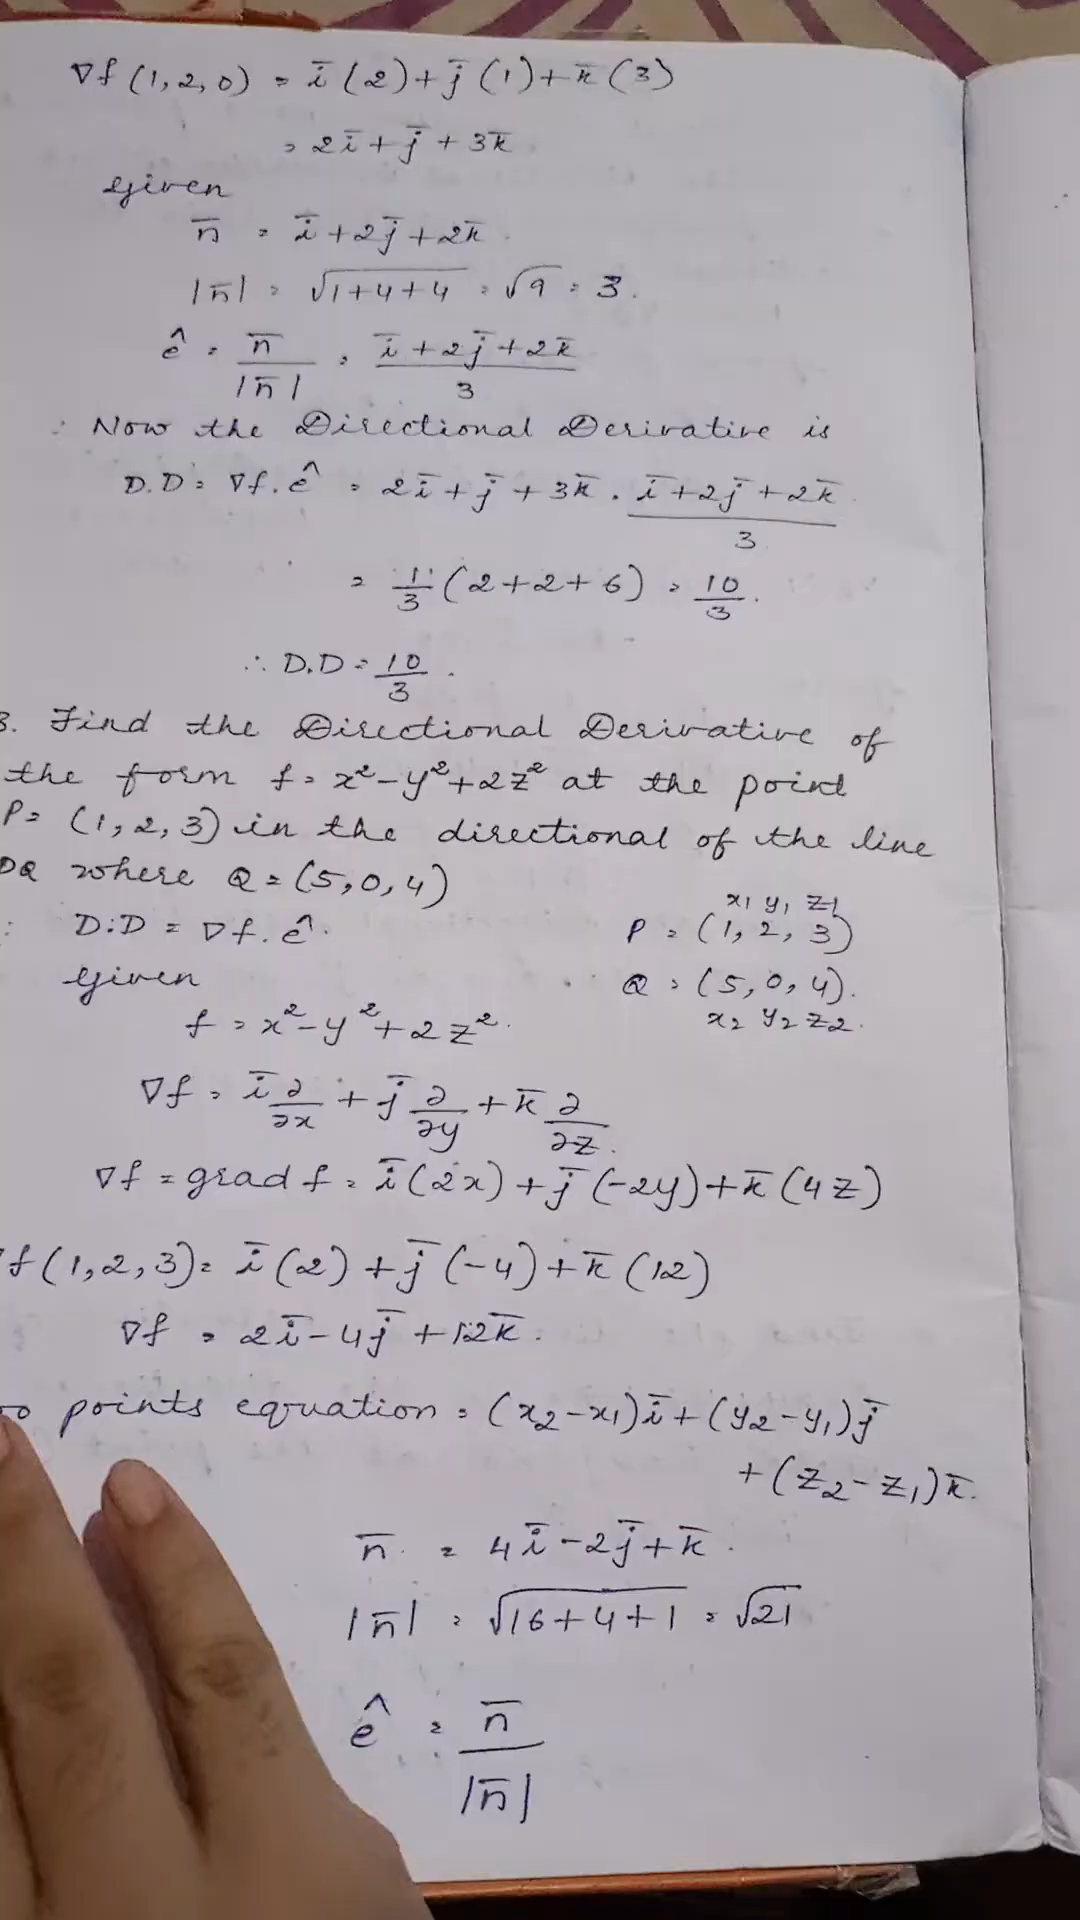 ∇f (1, 2, 0) = i̅ (2) + j̅ (1) + k̅ (3)
= 2i̅ + j̅ + 3k̅
Given
n̅ = i̅ + 2j̅ + 2k̅.
|n̅| = √1+4+4 = √9 = 3.
ê = n̅/|n̅| = i̅ + 2j̅ + 2k̅/3
∴ Now the Directional Derivative is
D.D = ∇f. ê = 2i̅ + j̅ + 3k̅ . i̅ + 2j̅ + 2k̅/3
= 1/3 (2+2+6) = 10/3.
∴ D.D = 10/3.
3. Find the Directional Derivative of
the form f = x² - y² + 2z² at the point
P = (1, 2, 3) in the directional of the line
PQ where Q = (5, 0, 4)
: D.D = ∇f. ê.
x₁ y₁ z₁
P = (1, 2, 3)
Given
Q = (5, 0, 4).
x₂ y₂ z₂.
f = x² - y² + 2z².
∇f = i̅ ∂/∂x + j̅ ∂/∂y + k̅ ∂/∂z.
∇f = grad f = i̅ (2x) + j̅ (-2y) + k̅ (4z)
∇f (1, 2, 3) = i̅ (2) + j̅ (-4) + k̅ (12)
∇f = 2i̅ - 4j̅ + 12k̅.
points equation = (x₂ - x₁) i̅ + (y₂ - y₁) j̅
+ (z₂ - z₁) k̅.
n̅ = 4i̅ - 2j̅ + k̅.
|n̅| = √16+4+1 = √21
ê = n̅/|n̅|